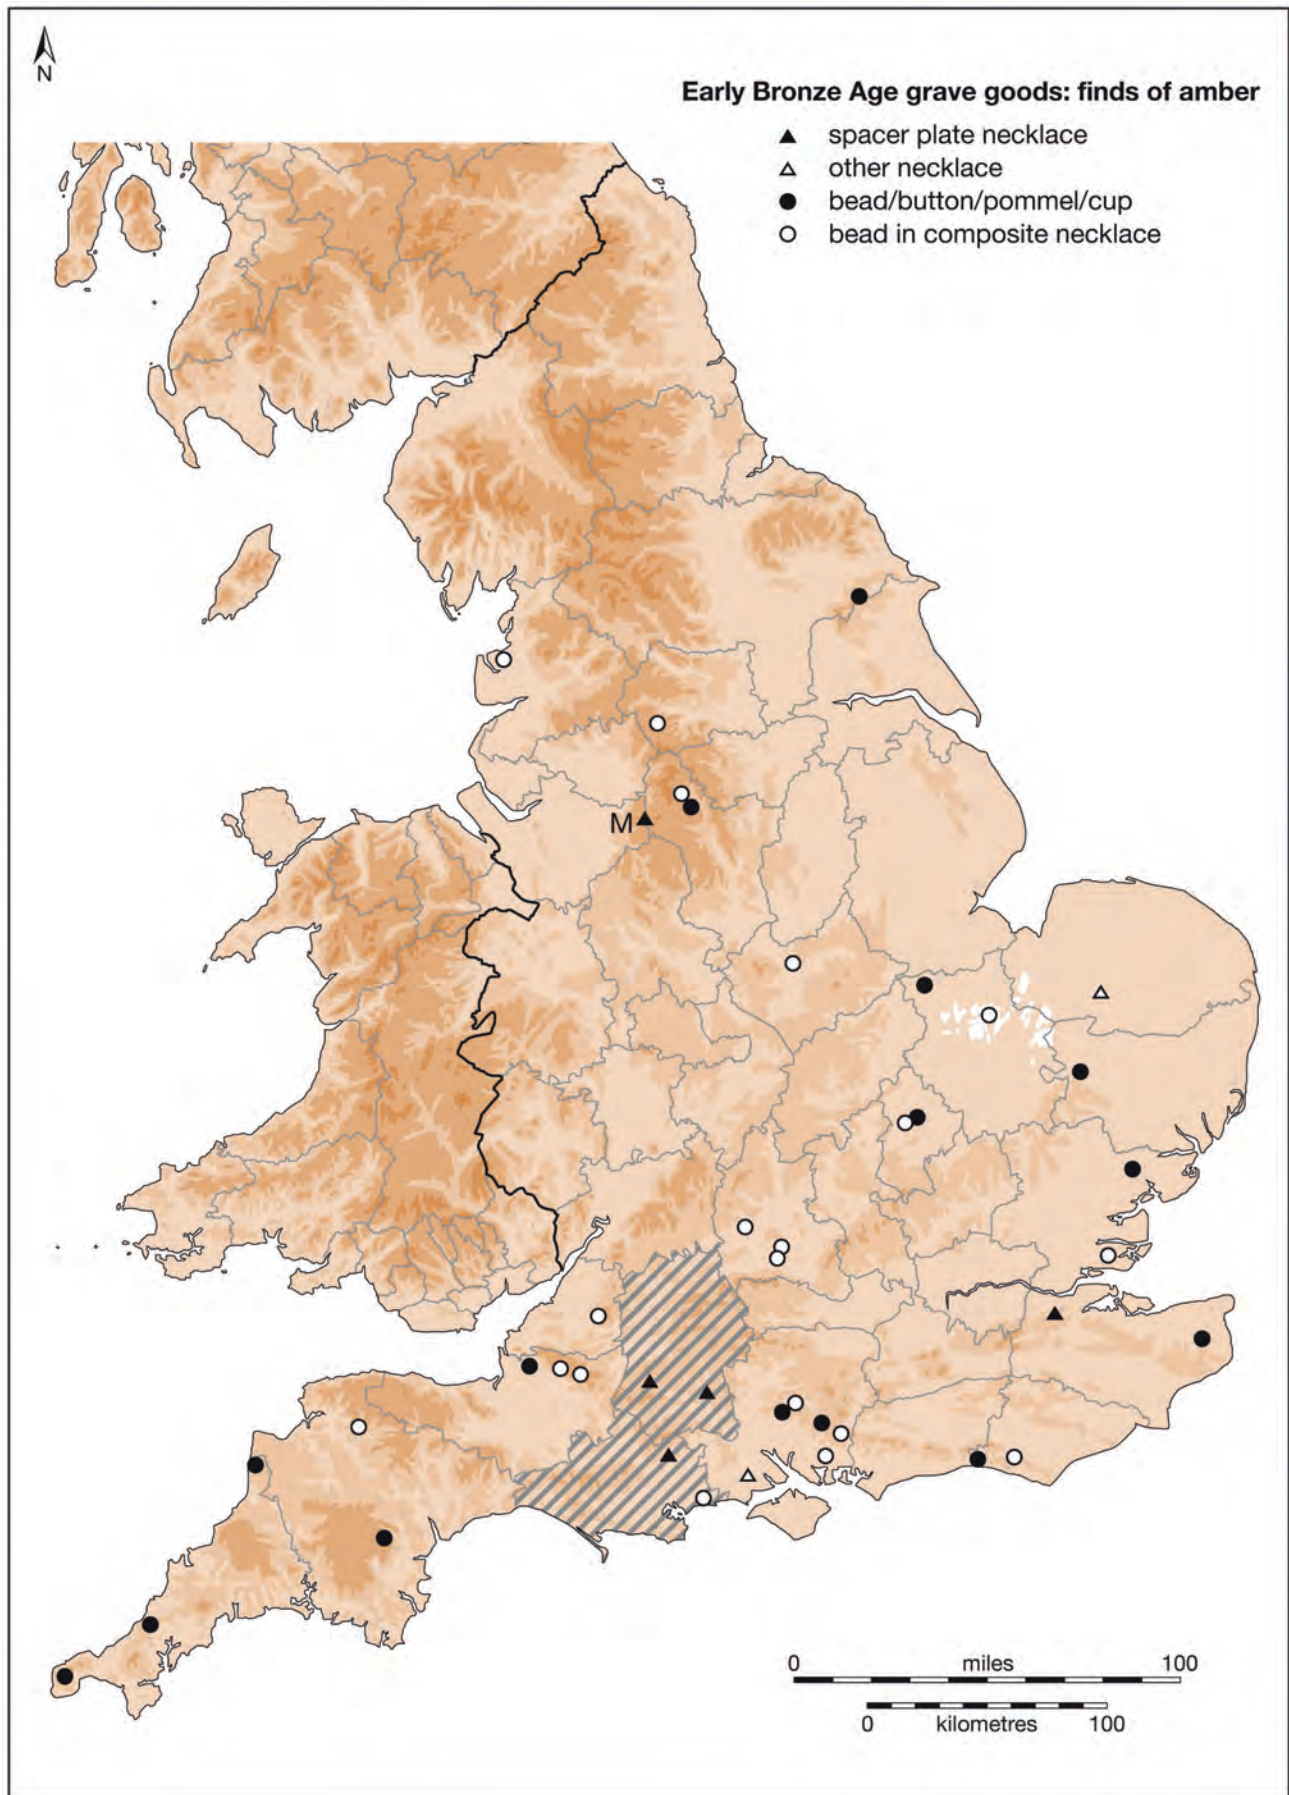 N
Early Bronze Age grave goods: finds of amber
spacer plate necklace
other necklace
bead/button/pommel/cup
bead in composite necklace
M
0 miles 100
0 kilometres 100